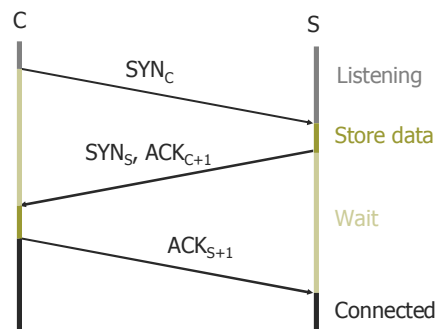 C
S
SYN_C
Listening
Store data
SYN_S, ACK_C+1
Wait
ACK_S+1
Connected